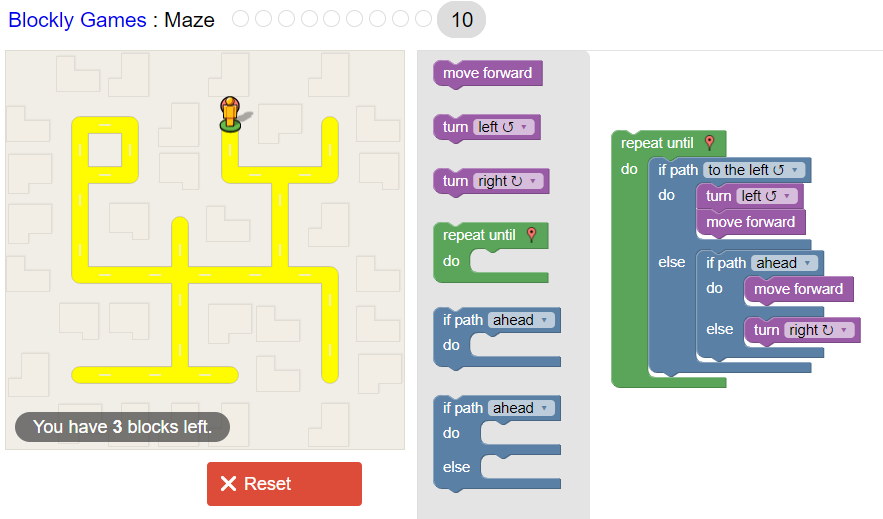 Blockly Games : Maze 10
You have 3 blocks left.
Reset
move forward
turn left ↺ ▾
turn right ↻ ▾
repeat until
do
if path ahead ▾
do
if path ahead ▾
do
else
repeat until
do
if path to the left ↺ ▾
do
turn left ↺ ▾
move forward
else
if path ahead ▾
do
move forward
else
turn right ↻ ▾